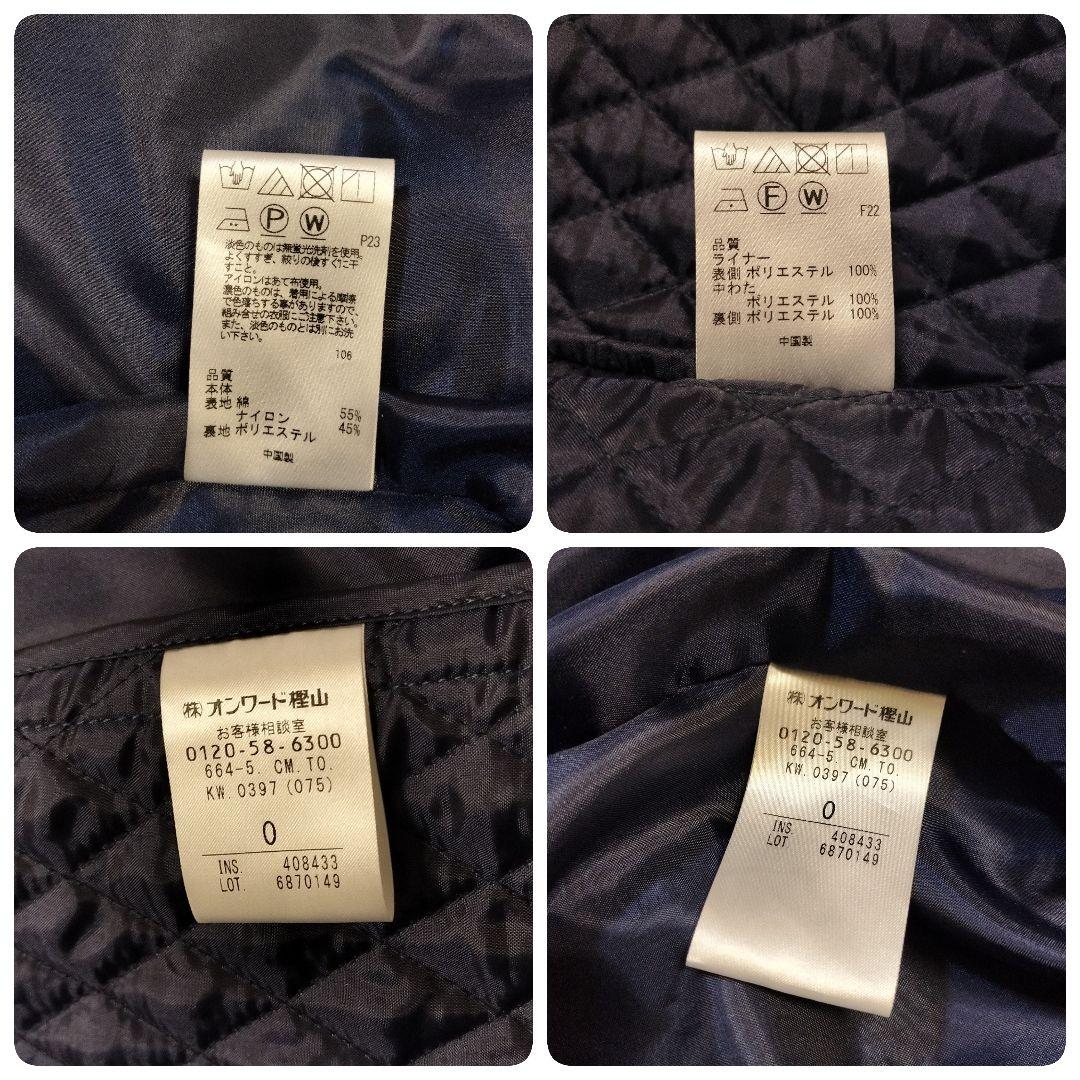 P W
P23
淡色のものは無蛍光洗剤を使用。
よくすすぎ、絞りの後すぐに干
すこと。
アイロンはあて布使用。
濃色のものは、着用による摩擦
で色落ちする事がありますので、
組み合せの衣服にご注意下さい。
また、淡色のものとは別にお洗
い下さい。
106
品質
本体
表地 綿 55%
ナイロン 45%
裏地 ポリエステル
中国製
F W
F22
品質
ライナー
表側 ポリエステル 100%
中わた
ポリエステル 100%
裏側 ポリエステル 100%
中国製
㈱オンワード樫山
お客様相談室
0120-58-6300
664-5. CM.TO.
KW.0397(075)
0
INS. 408433
LOT. 6870149
㈱オンワード樫山
お客様相談室
0120-58-6300
664-5. CM.TO.
KW.0397(075)
0
INS. 408433
LOT 6870149